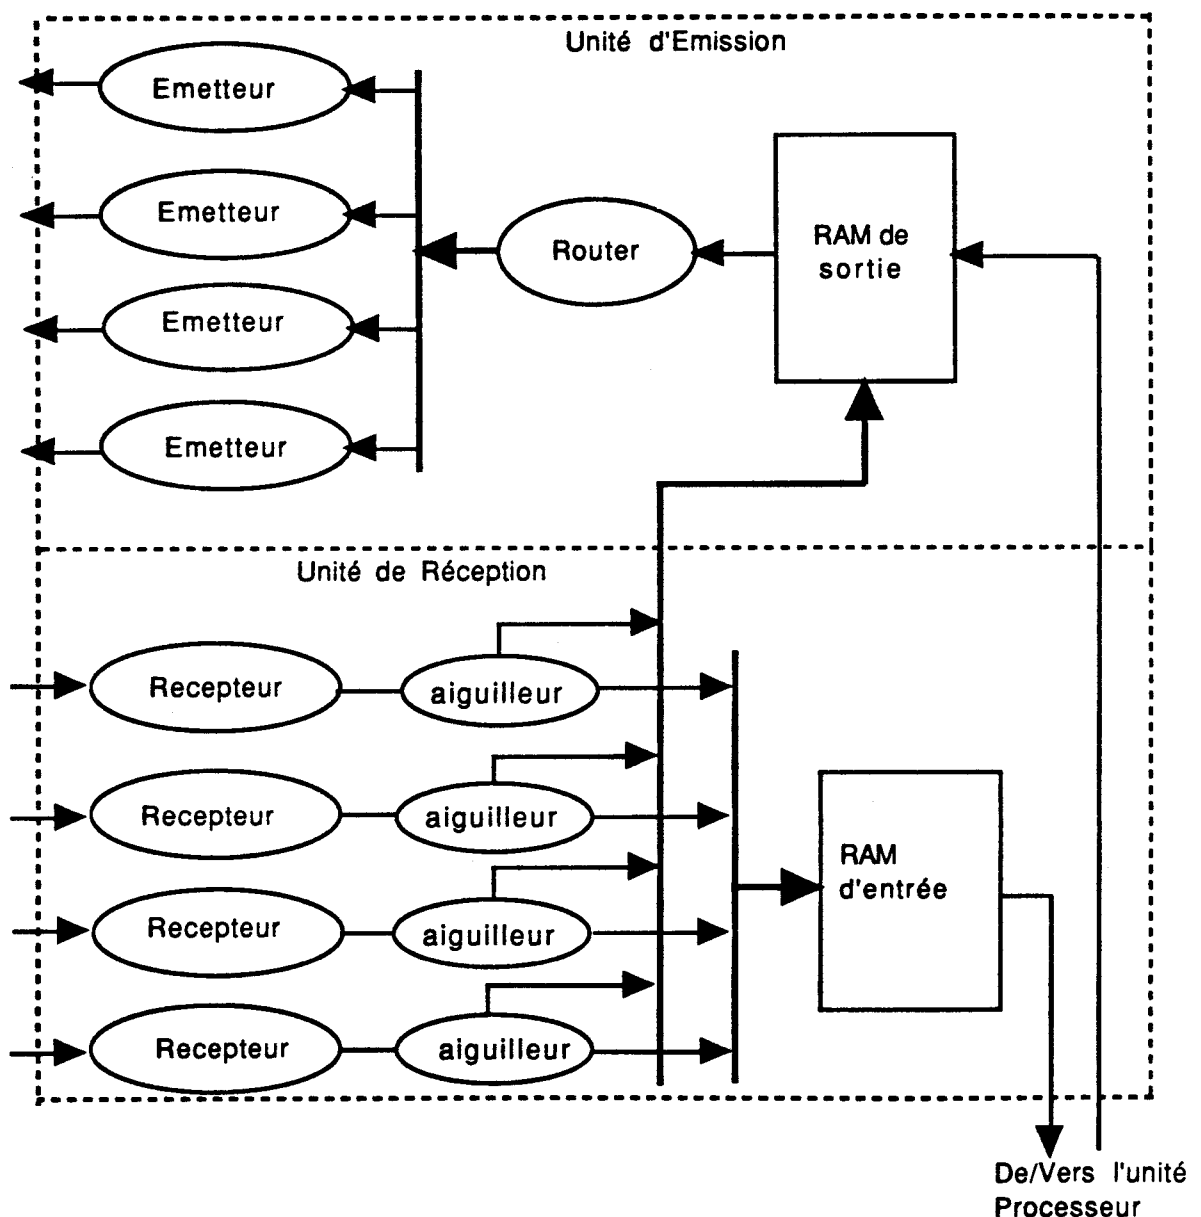 Unité d'Emission
Emetteur
Emetteur
Emetteur
Emetteur
Router
RAM de
sortie
Unité de Réception
Recepteur
aiguilleur
Recepteur
aiguilleur
Recepteur
aiguilleur
Recepteur
aiguilleur
RAM
d'entrée
De/Vers l'unité
Processeur